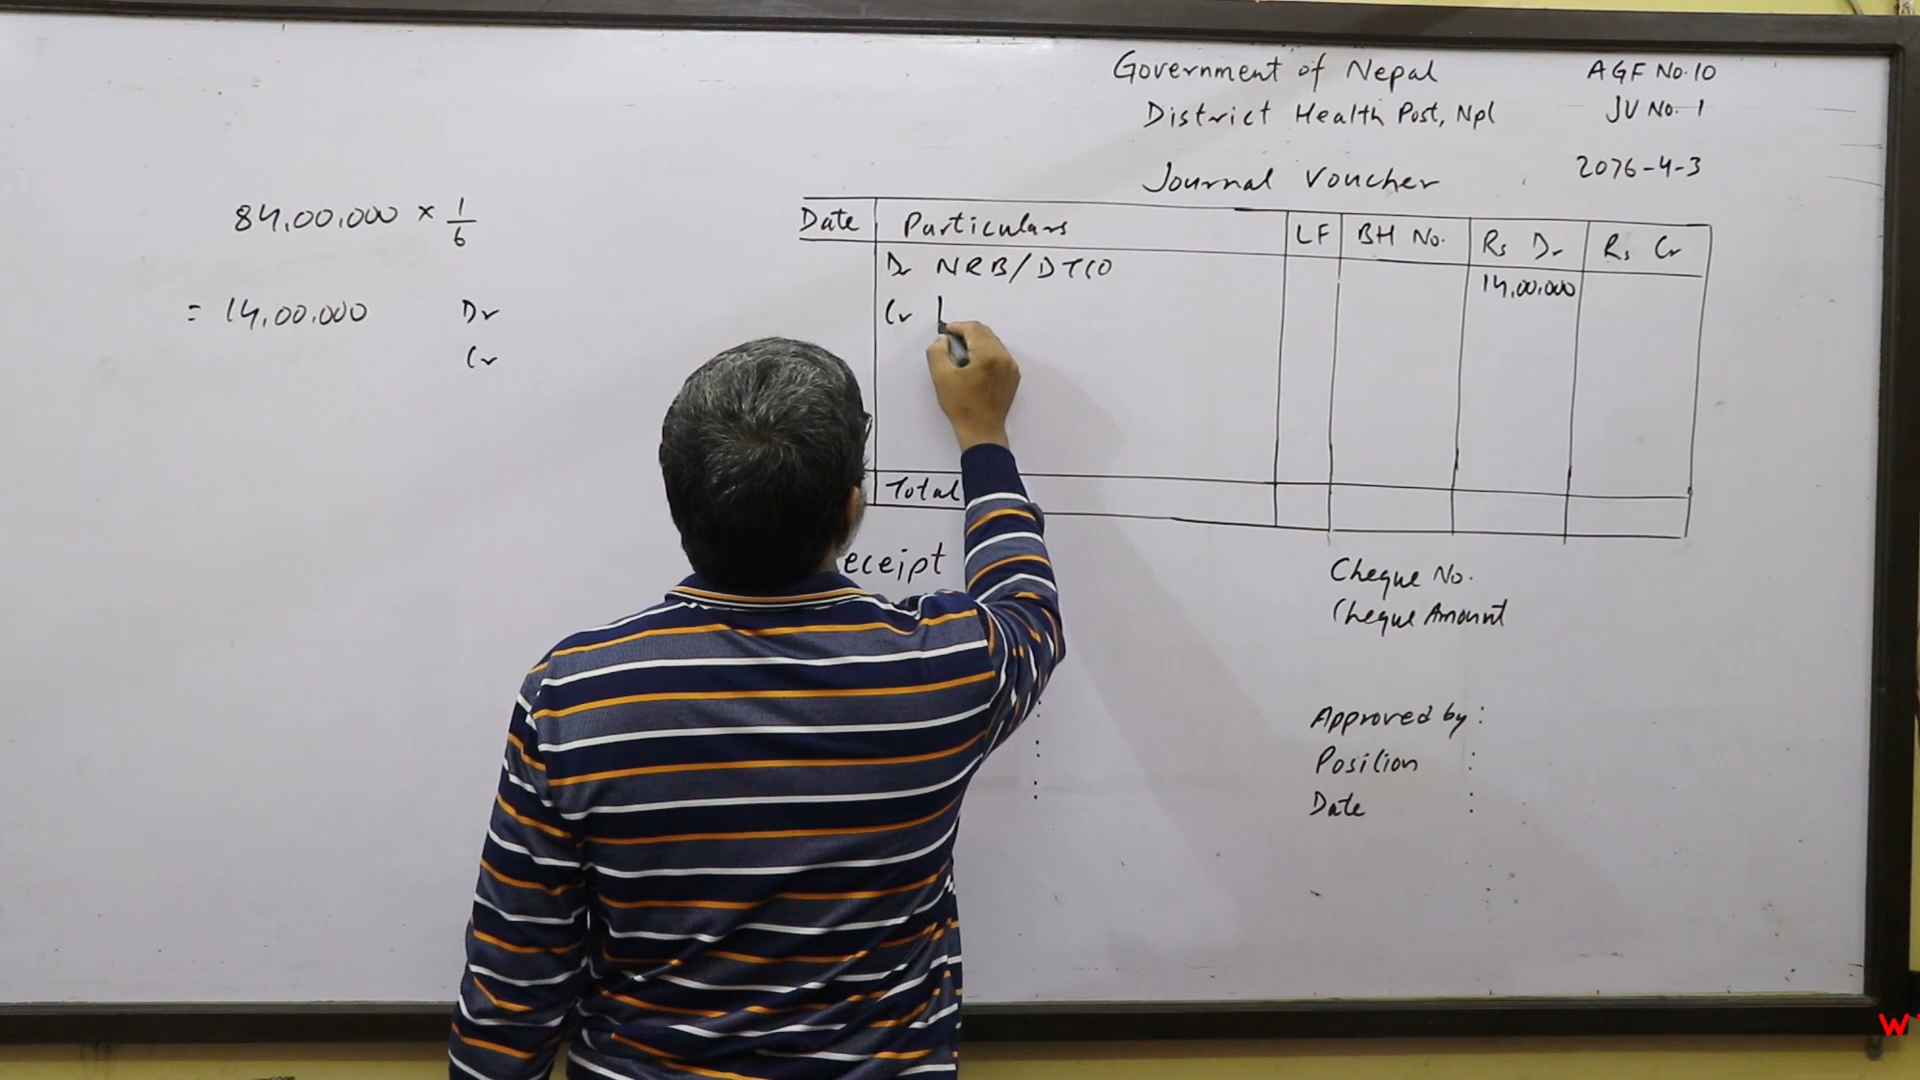 Government of Nepal AGF No. 10
District Health Post, Npl JV No. 1
Journal Voucher 2076-4-3
84,00,000 × 1/6
= 14,00,000 Dr
Cr
Date Particulars LF BH No. Rs Dr Rs Cr
Dr NRB/DTCO 14,00,000
Cr
Total
eceipt
Cheque No.
Cheque Amount
Approved by :
Position :
Date :
W